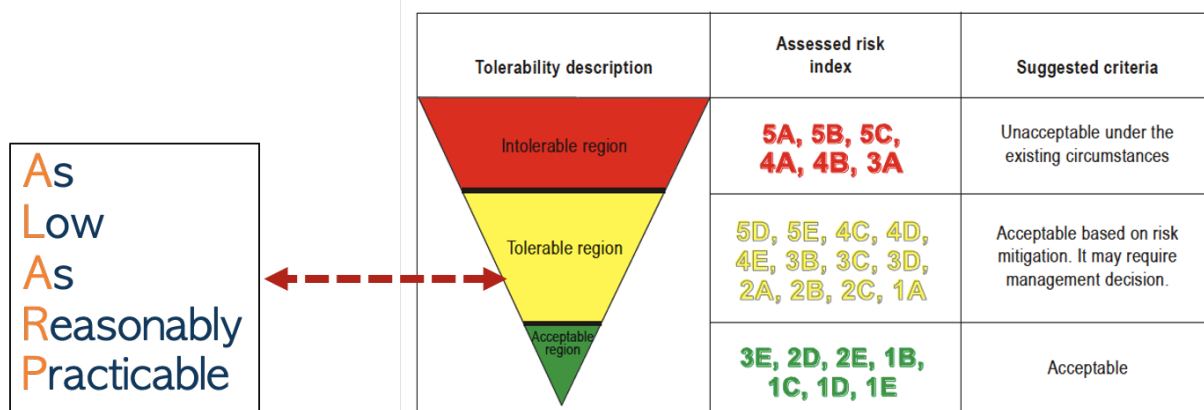 As
Low
As
Reasonably
Practicable
Tolerability description
Assessed risk
index
Suggested criteria
Intolerable region
5A, 5B, 5C,
4A, 4B, 3A
Unacceptable under the
existing circumstances
Tolerable region
5D, 5E, 4C, 4D,
4E, 3B, 3C, 3D,
2A, 2B, 2C, 1A
Acceptable based on risk
mitigation. It may require
management decision.
Acceptable
region
3E, 2D, 2E, 1B,
1C, 1D, 1E
Acceptable